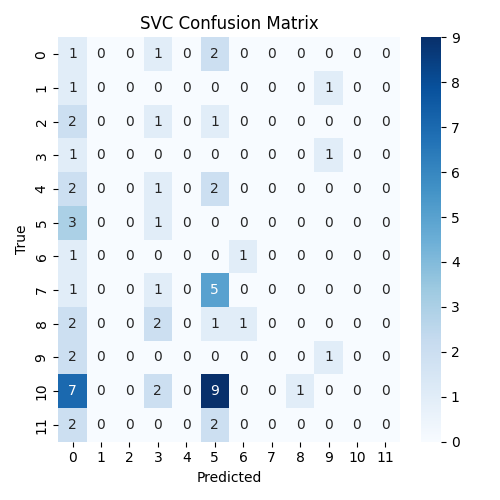 SVC Confusion Matrix
0 1 0 0 1 0 2 0 0 0 0 0 0
1 1 0 0 0 0 0 0 0 0 1 0 0
2 2 0 0 1 0 1 0 0 0 0 0 0
3 1 0 0 0 0 0 0 0 0 1 0 0
4 2 0 0 1 0 2 0 0 0 0 0 0
5 3 0 0 1 0 0 0 0 0 0 0 0
6 1 0 0 0 0 0 1 0 0 0 0 0
7 1 0 0 1 0 5 0 0 0 0 0 0
8 2 0 0 2 0 1 1 0 0 0 0 0
9 2 0 0 0 0 0 0 0 0 1 0 0
10 7 0 0 2 0 9 0 0 1 0 0 0
11 2 0 0 0 0 2 0 0 0 0 0 0
0 1 2 3 4 5 6 7 8 9 10 11
Predicted
True
9
8
7
6
5
4
3
2
1
0